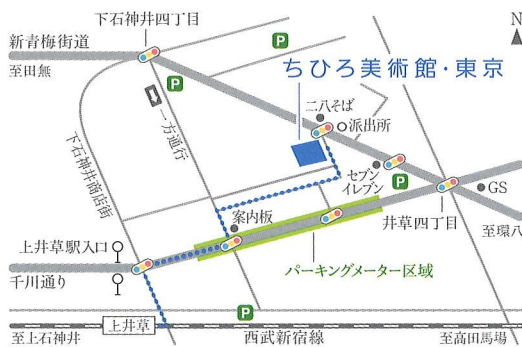 下石神井四丁目
新青梅街道
至田無
P
P
N
ちひろ美術館・東京
一方通行
二八そば
派出所
下石神井商店街
セブン
イレブン
P
GS
井草四丁目
至環八
案内板
上井草駅入口
千川通り
パーキングメーター区域
P
上井草
至上石神井
西武新宿線
至高田馬場